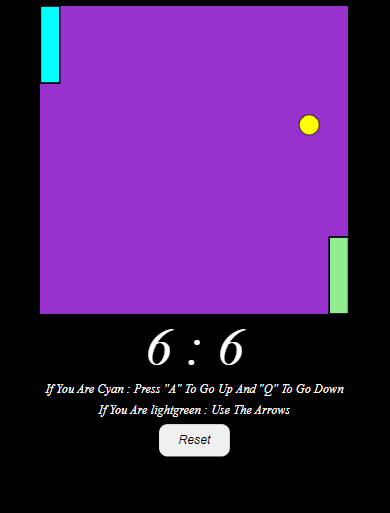 6 : 6
If You Are Cyan : Press "A" To Go Up And "Q" To Go Down
If You Are lightgreen : Use The Arrows
Reset